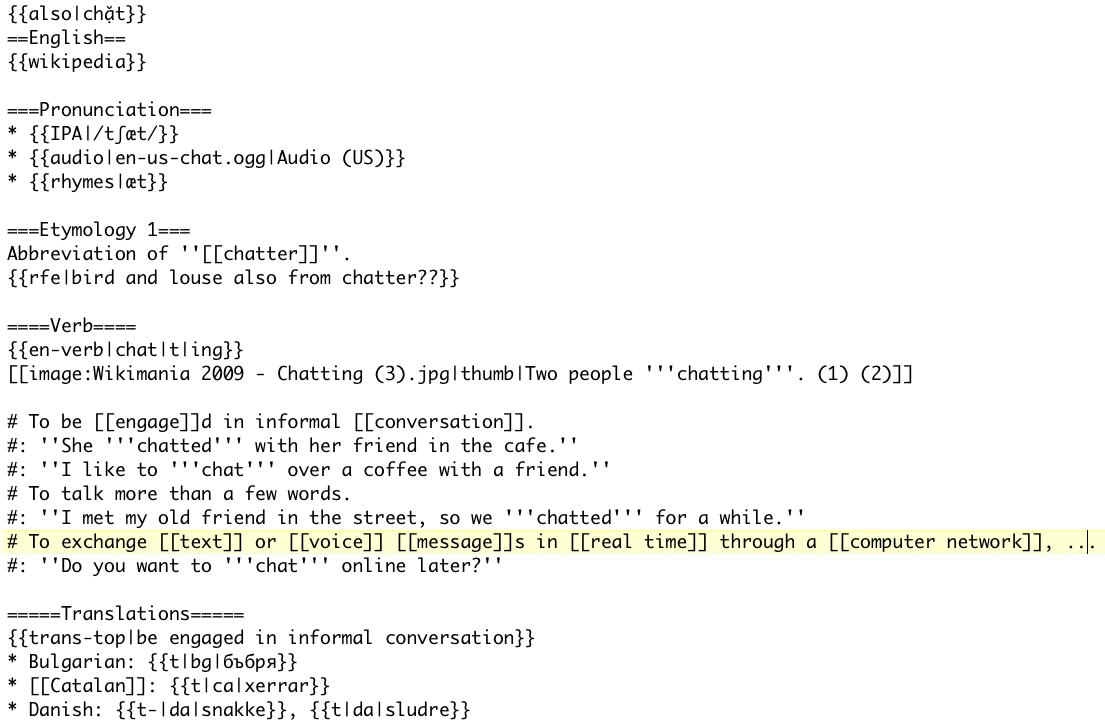 {{also|chặt}}
==English==
{{wikipedia}}

===Pronunciation===
* {{IPA|/tʃæt/}}
* {{audio|en-us-chat.ogg|Audio (US)}}
* {{rhymes|æt}}

===Etymology 1===
Abbreviation of ''[[chatter]]''.
{{rfe|bird and louse also from chatter??}}

====Verb====
{{en-verb|chat|t|ing}}
[[image:Wikimania 2009 - Chatting (3).jpg|thumb|Two people '''chatting'''. (1) (2)]]

# To be [[engage]]d in informal [[conversation]].
#: ''She '''chatted''' with her friend in the cafe.''
#: ''I like to '''chat''' over a coffee with a friend.''
# To talk more than a few words.
#: ''I met my old friend in the street, so we '''chatted''' for a while.''
# To exchange [[text]] or [[voice]] [[message]]s in [[real time]] through a [[computer network]], ...
#: ''Do you want to '''chat''' online later?''

=====Translations=====
{{trans-top|be engaged in informal conversation}}
* Bulgarian: {{t|bg|бъбря}}
* [[Catalan]]: {{t|ca|xerrar}}
* Danish: {{t-|da|snakke}}, {{t|da|sludre}}